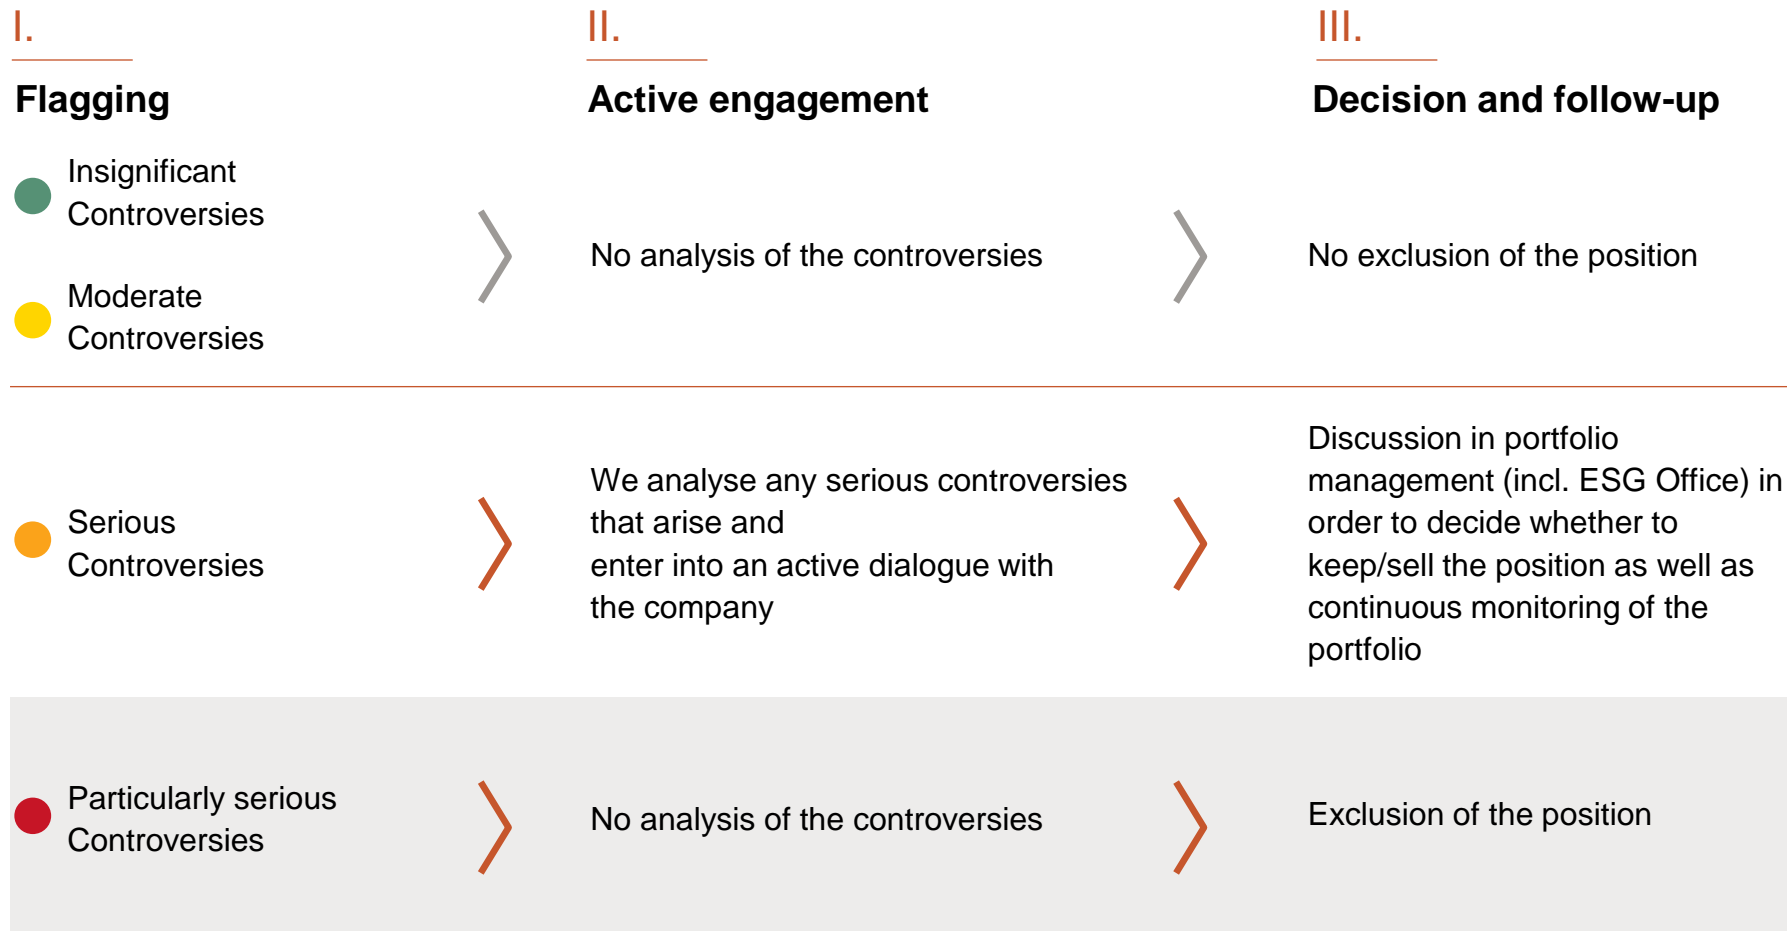 I.
II.
III.
Flagging
Active engagement
Decision and follow-up
Insignificant
Controversies
Moderate
Controversies
No analysis of the controversies
No exclusion of the position
Serious
Controversies
We analyse any serious controversies
that arise and
enter into an active dialogue with
the company
Discussion in portfolio
management (incl. ESG Office) in
order to decide whether to
keep/sell the position as well as
continuous monitoring of the
portfolio
Particularly serious
Controversies
No analysis of the controversies
Exclusion of the position